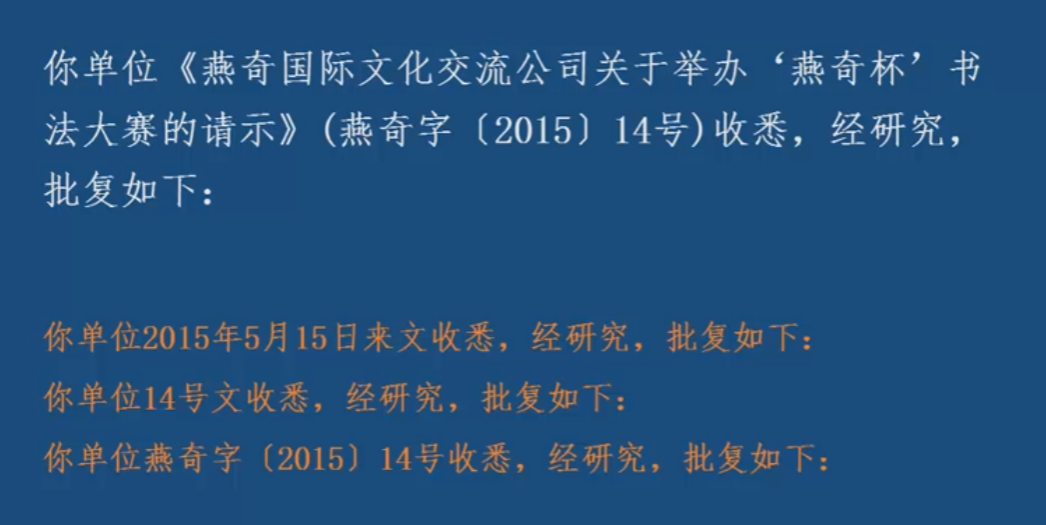 你单位《燕奇国际文化交流公司关于举办‘燕奇杯’书
法大赛的请示》(燕奇字〔2015〕14号)收悉，经研究，
批复如下：
你单位2015年5月15日来文收悉，经研究，批复如下：
你单位14号文收悉，经研究，批复如下：
你单位燕奇字〔2015〕14号收悉，经研究，批复如下：